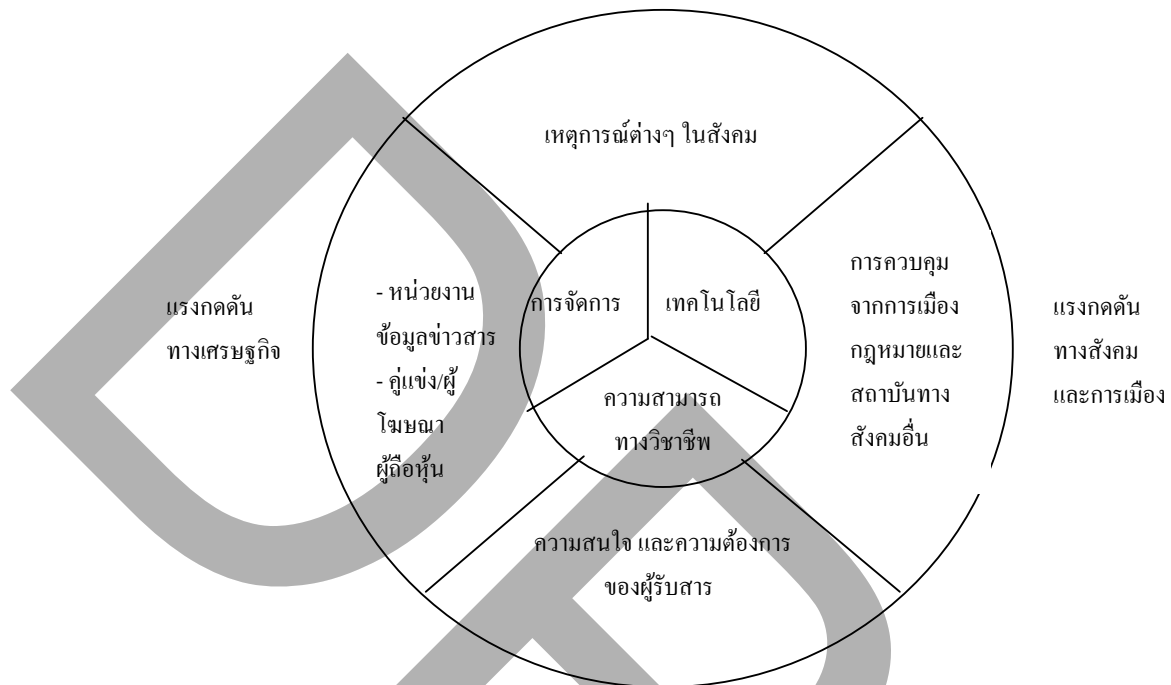 เหตุการณ์ต่างๆ ในสังคม
แรงกดดัน
ทางเศรษฐกิจ
- หน่วยงาน
ข้อมูลข่าวสาร
- คู่แข่ง/ผู้
โฆษณา
ผู้ถือหุ้น
การจัดการ
เทคโนโลยี
ความสามารถ
ทางวิชาชีพ
การควบคุม
จากการเมือง
กฎหมายและ
สถาบันทาง
สังคมอื่น
แรงกดดัน
ทางสังคม
และการเมือง
ความสนใจ และความต้องการ
ของผู้รับสาร